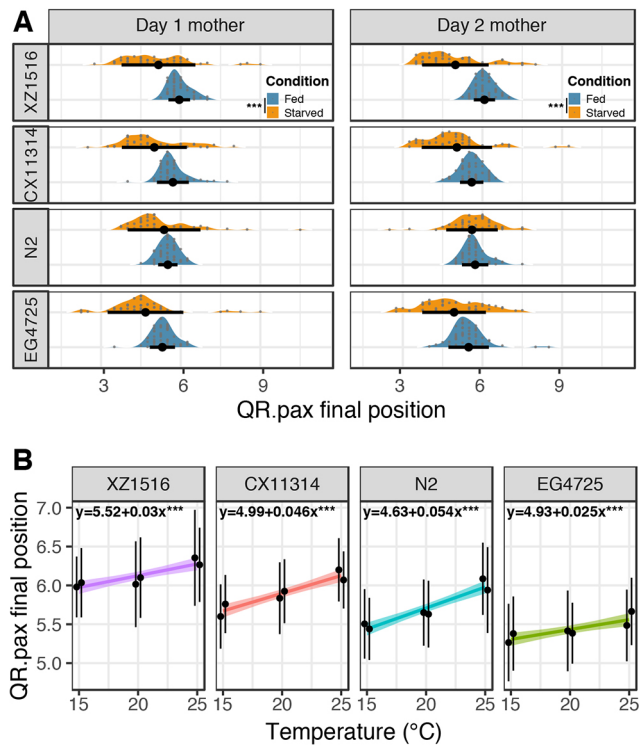 A
Day 1 mother
Day 2 mother
XZ1516
Condition
Fed
Starved
***
Condition
Fed
Starved
***
CX11314
N2
EG4725
3 6 9
3 6 9
QR.pax final position
B
XZ1516
CX11314
N2
EG4725
y=5.52+0.03x***
y=4.99+0.046x***
y=4.63+0.054x***
y=4.93+0.025x***
QR.pax final position
7.0
6.5
6.0
5.5
5.0
15 20 25
15 20 25
15 20 25
15 20 25
Temperature (°C)